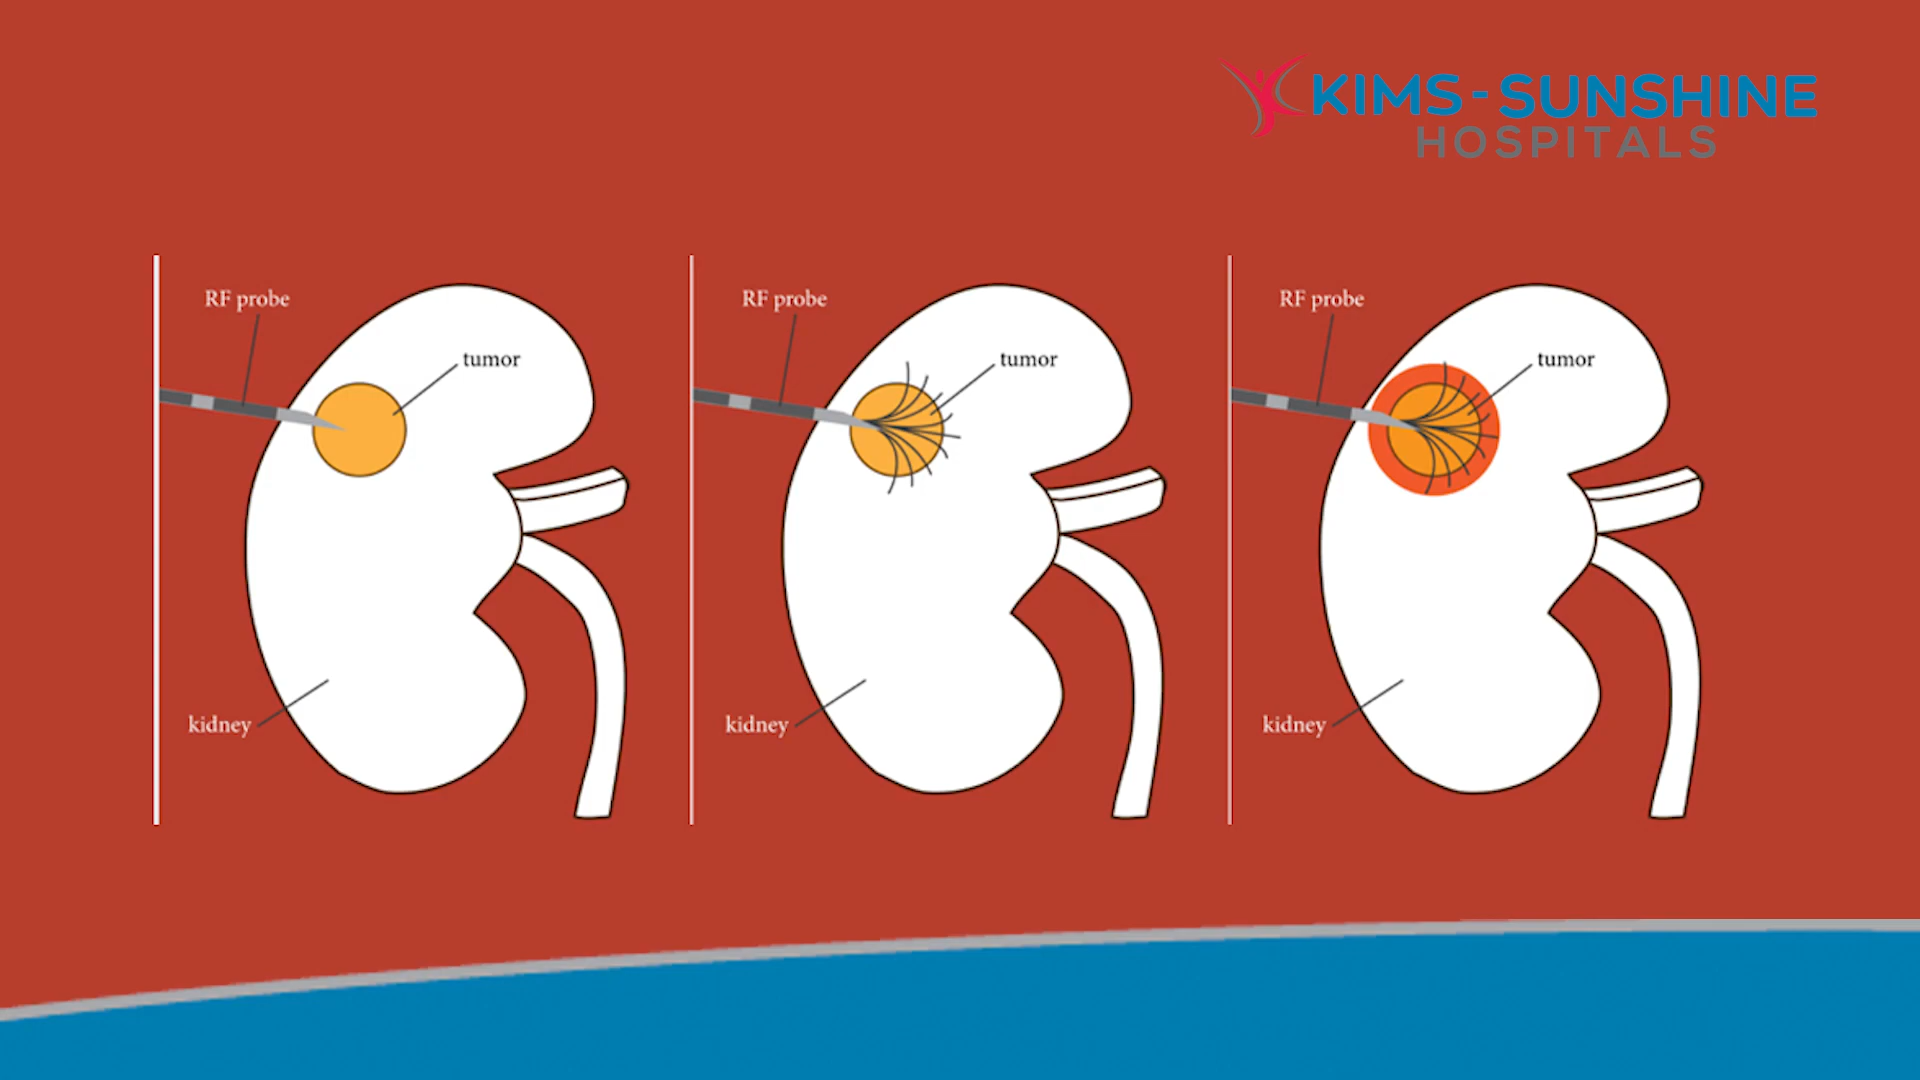 KIMS-SUNSHINE
HOSPITALS
RF probe
tumor
kidney
RF probe
tumor
kidney
RF probe
tumor
kidney